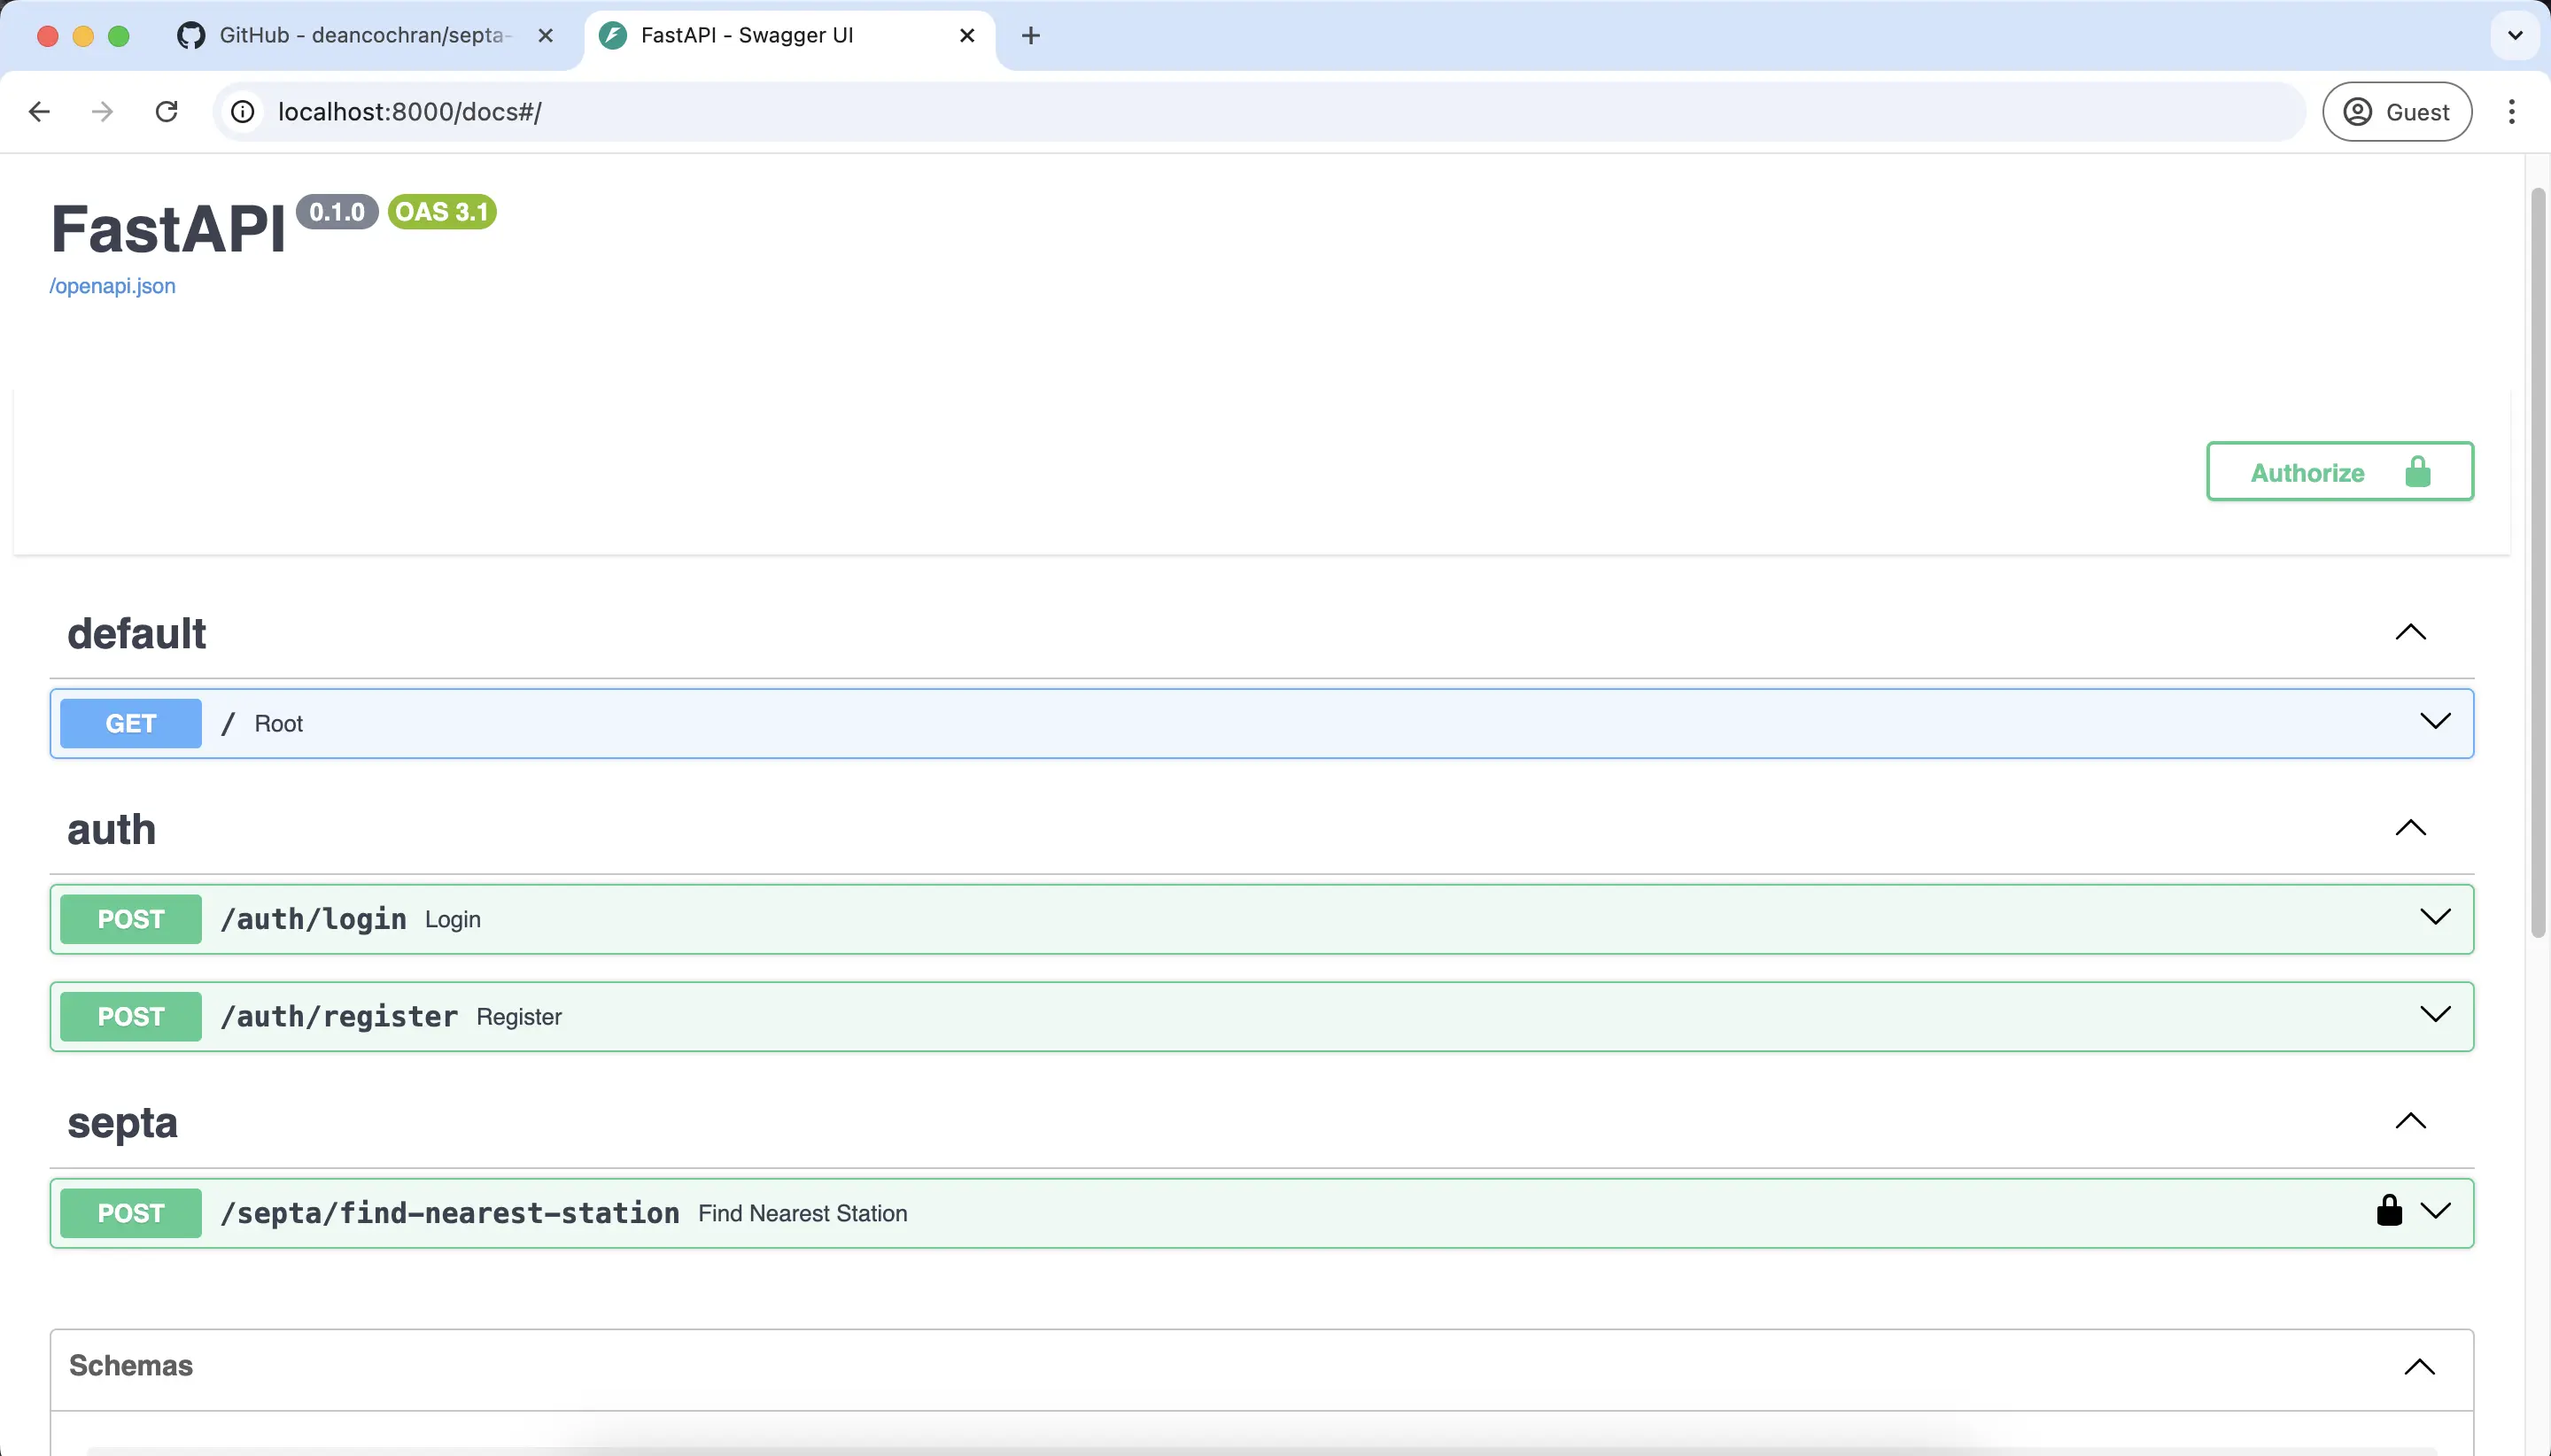 GitHub - deancochran/septa-
FastAPI - Swagger UI
localhost:8000/docs#/
Guest
FastAPI 0.1.0 OAS 3.1
/openapi.json
Authorize
default
GET / Root
auth
POST /auth/login Login
POST /auth/register Register
septa
POST /septa/find-nearest-station Find Nearest Station
Schemas